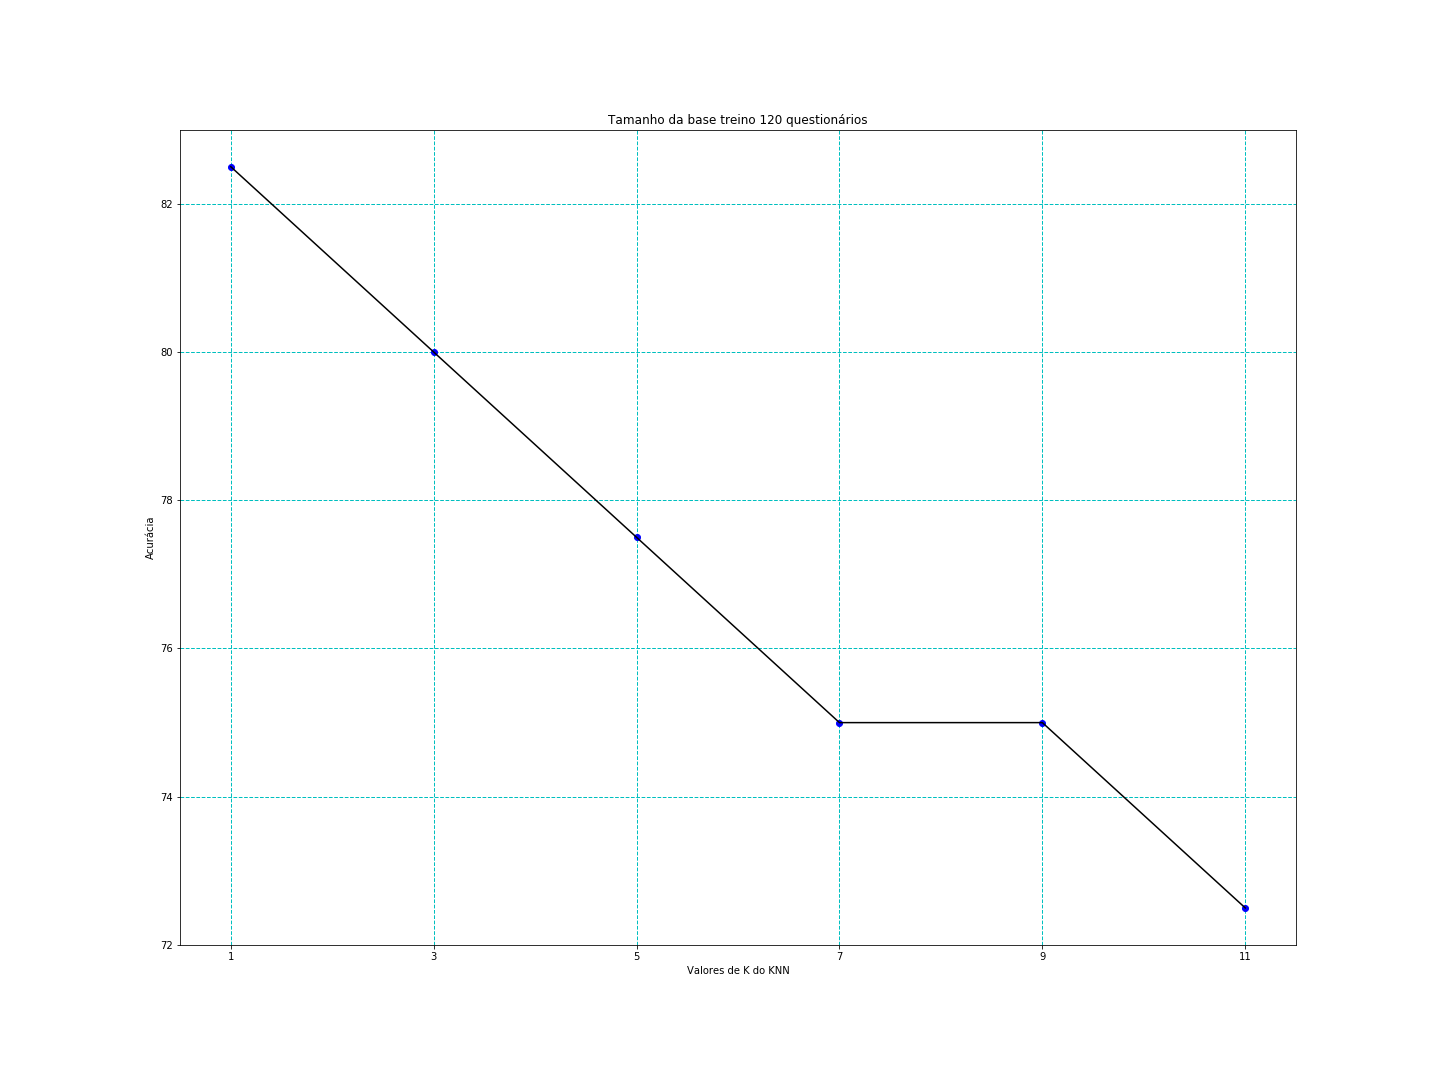 Tamanho da base treino 120 questionários
82
80
78
76
74
72
Acurácia
1 3 5 7 9 11
Valores de K do KNN